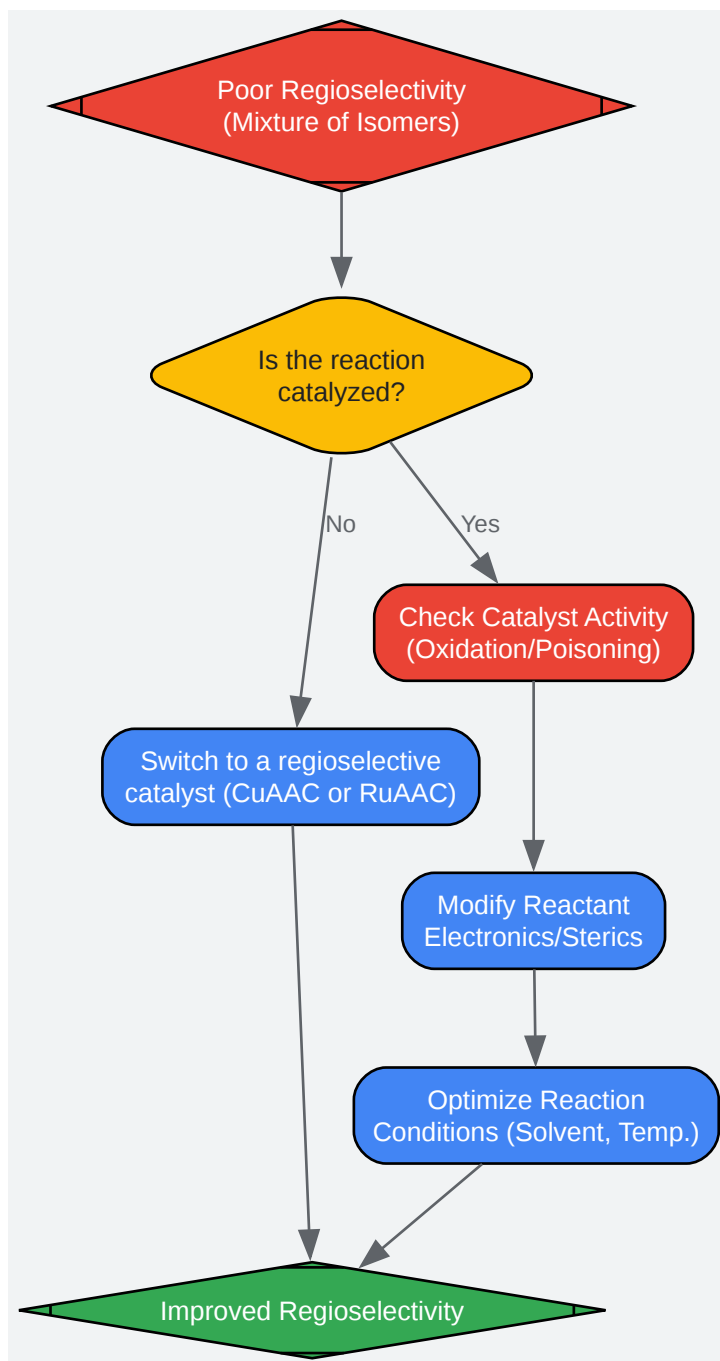 Poor Regioselectivity
(Mixture of Isomers)
Is the reaction
catalyzed?
No
Yes
Check Catalyst Activity
(Oxidation/Poisoning)
Switch to a regioselective
catalyst (CuAAC or RuAAC)
Modify Reactant
Electronics/Sterics
Optimize Reaction
Conditions (Solvent, Temp.)
Improved Regioselectivity